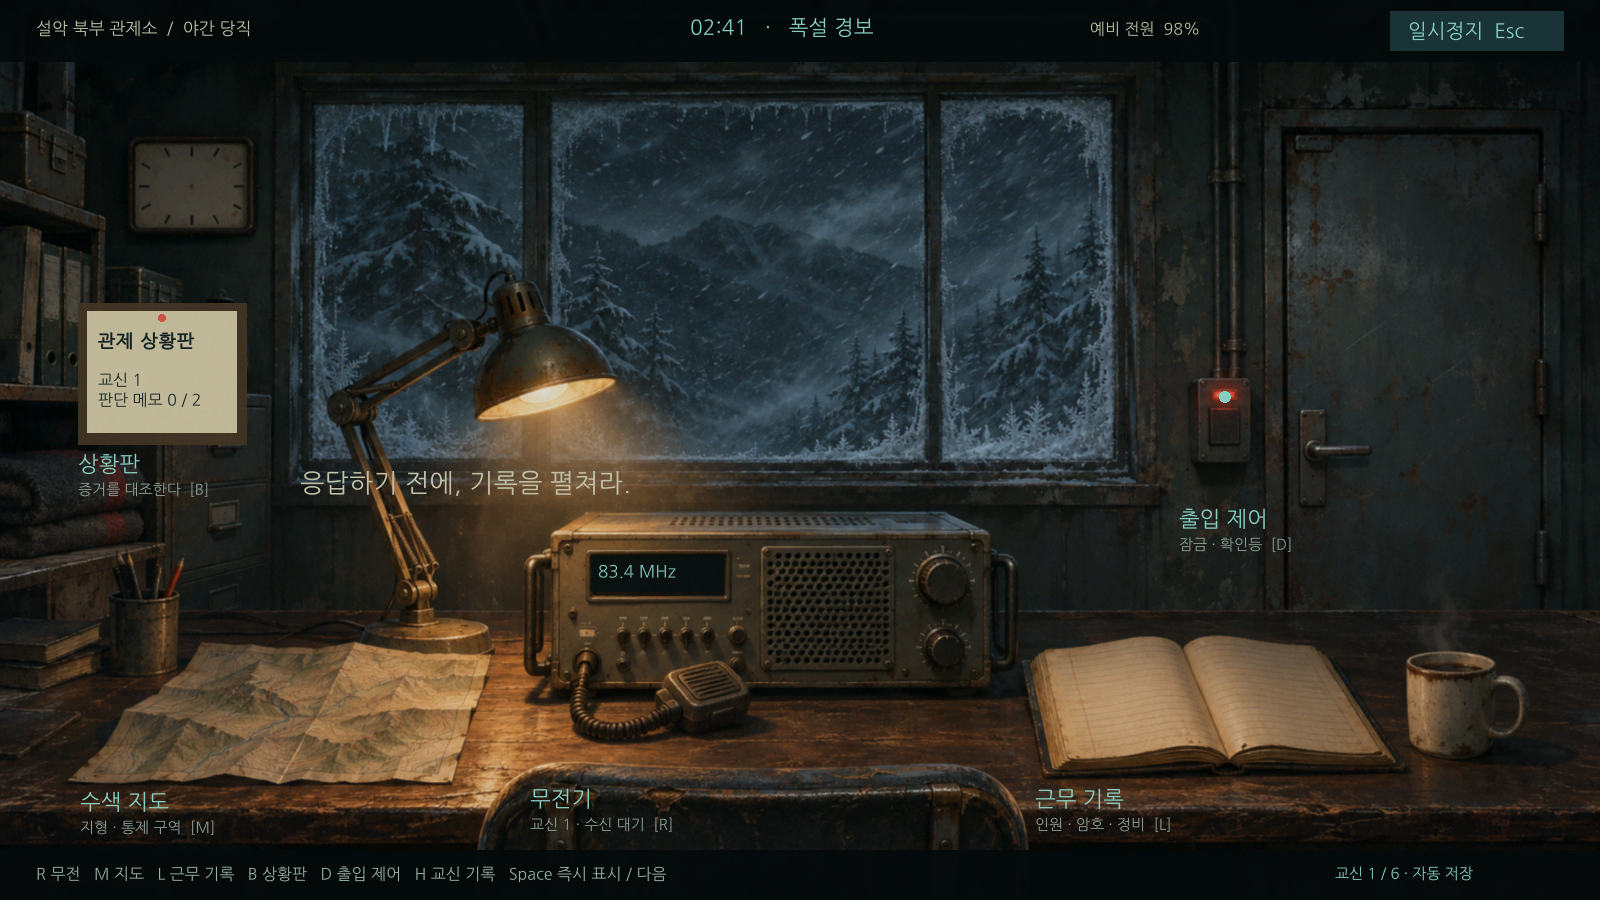 설악 북부 관제소 / 야간 당직
02:41 · 폭설 경보
예비 전원 98%
일시정지 Esc
관제 상황판
교신 1
판단 메모 0 / 2
상황판
증거를 대조한다 [B]
응답하기 전에, 기록을 펼쳐라.
출입 제어
잠금 · 확인등 [D]
83.4 MHz
수색 지도
지형 · 통제 구역 [M]
무전기
교신 1 · 수신 대기 [R]
근무 기록
인원 · 암호 · 정비 [L]
R 무전 M 지도 L 근무 기록 B 상황판 D 출입 제어 H 교신 기록 Space 즉시 표시 / 다음
교신 1 / 6 · 자동 저장